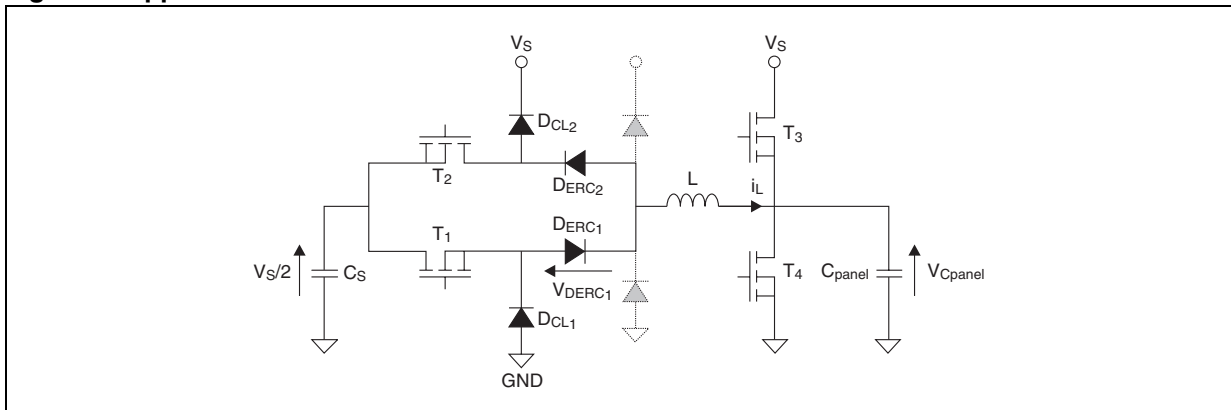 VS
VS
DCL2
T3
T2
DERC2
L
iL
DERC1
T1
VS/2
CS
VDERC1
T4
Cpanel
VCpanel
DCL1
GND